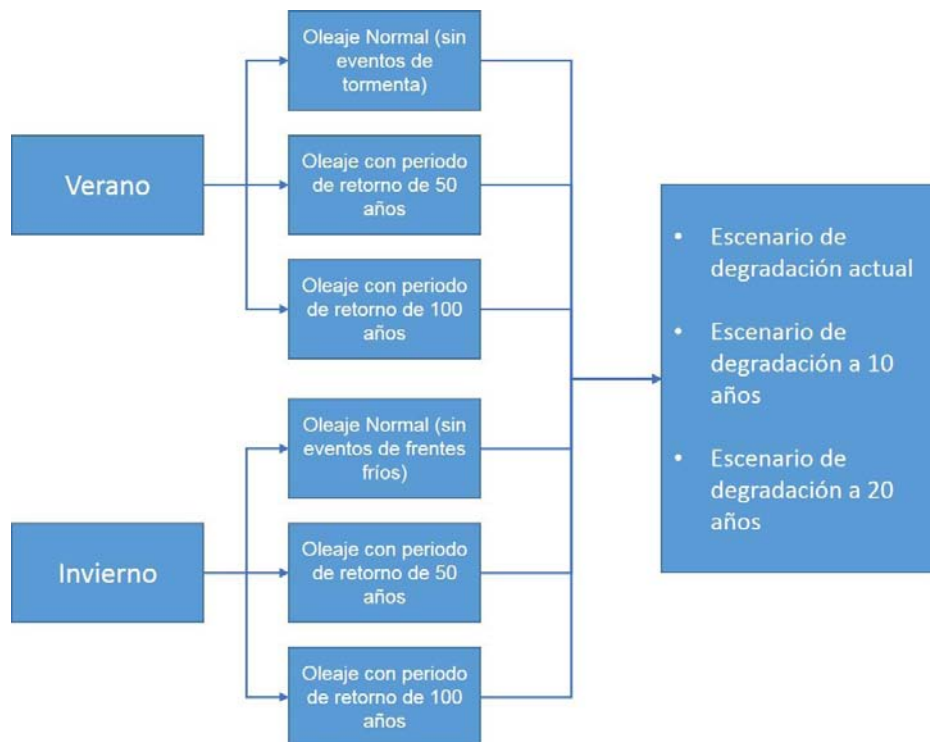 Verano
Oleaje Normal (sin
eventos de
tormenta)
Oleaje con periodo
de retorno de 50
años
Oleaje con periodo
de retorno de 100
años
Invierno
Oleaje Normal (sin
eventos de frentes
fríos)
Oleaje con periodo
de retorno de 50
años
Oleaje con periodo
de retorno de 100
años
• Escenario de
degradación actual
• Escenario de
degradación a 10
años
• Escenario de
degradación a 20
años